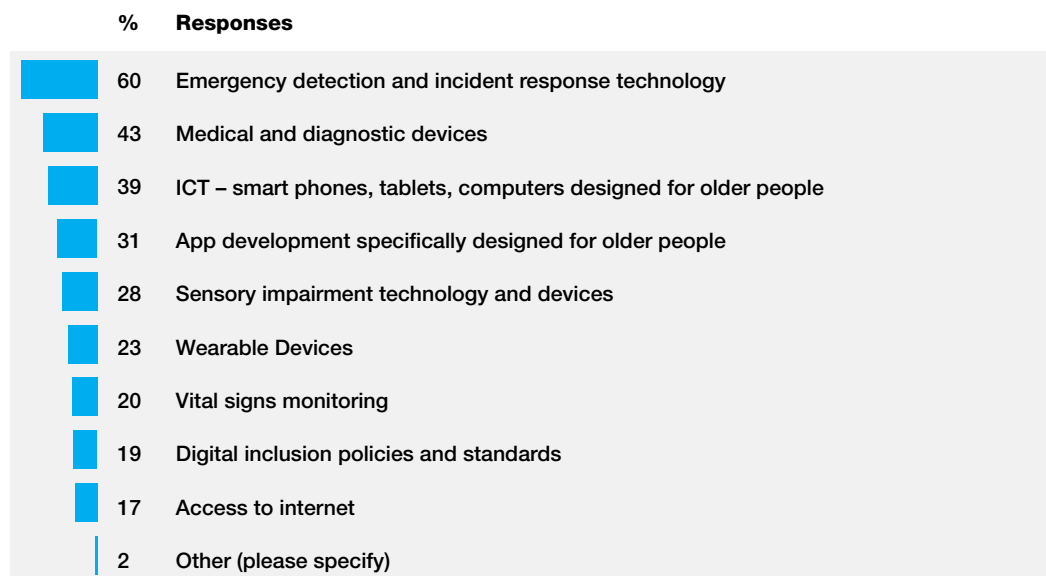 % Responses
60 Emergency detection and incident response technology
43 Medical and diagnostic devices
39 ICT – smart phones, tablets, computers designed for older people
31 App development specifically designed for older people
28 Sensory impairment technology and devices
23 Wearable Devices
20 Vital signs monitoring
19 Digital inclusion policies and standards
17 Access to internet
2 Other (please specify)